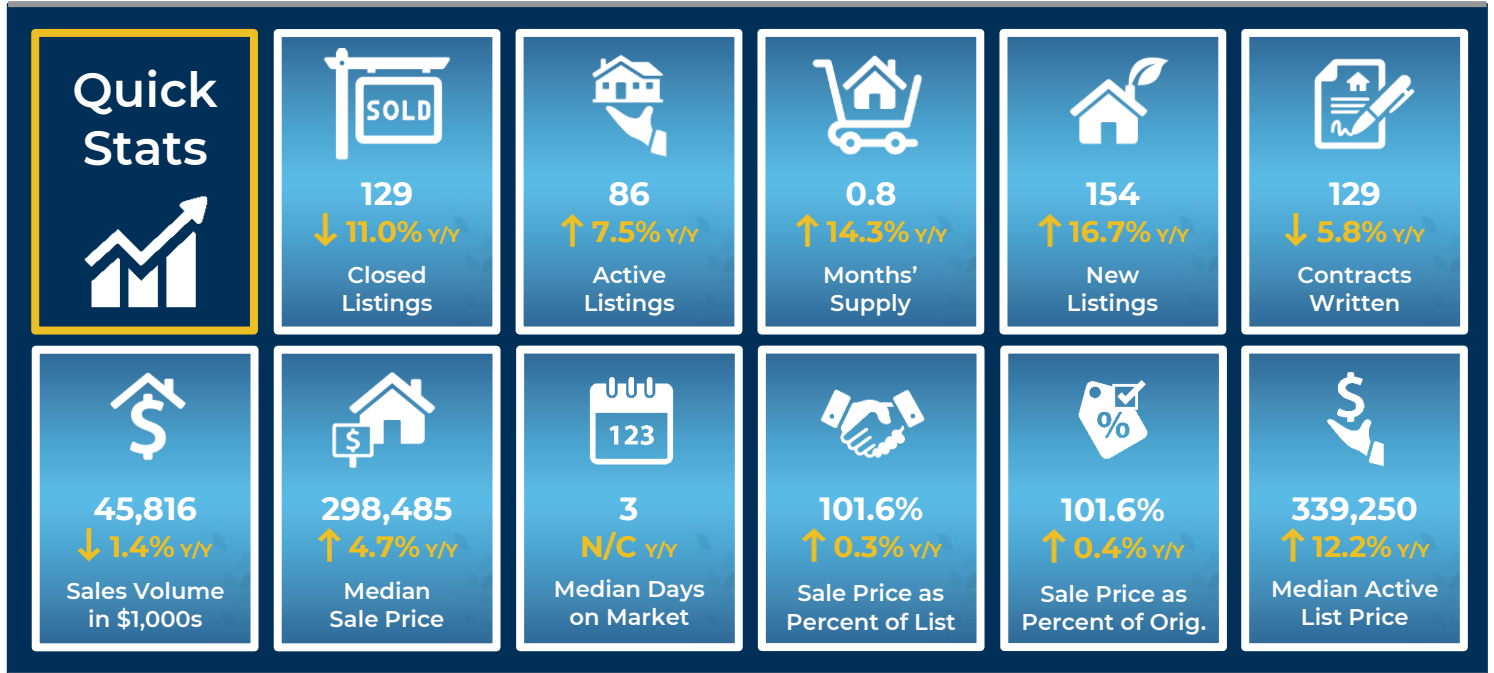 Quick
Stats
SOLD
129
↓ 11.0% Y/Y
Closed
Listings
86
↑ 7.5% Y/Y
Active
Listings
0.8
↑ 14.3% Y/Y
Months’
Supply
154
↑ 16.7% Y/Y
New
Listings
129
↓ 5.8% Y/Y
Contracts
Written
$
45,816
↓ 1.4% Y/Y
Sales Volume
in $1,000s
$
298,485
↑ 4.7% Y/Y
Median
Sale Price
123
3
N/C Y/Y
Median Days
on Market
101.6%
↑ 0.3% Y/Y
Sale Price as
Percent of List
%
101.6%
↑ 0.4% Y/Y
Sale Price as
Percent of Orig.
$
339,250
↑ 12.2% Y/Y
Median Active
List Price